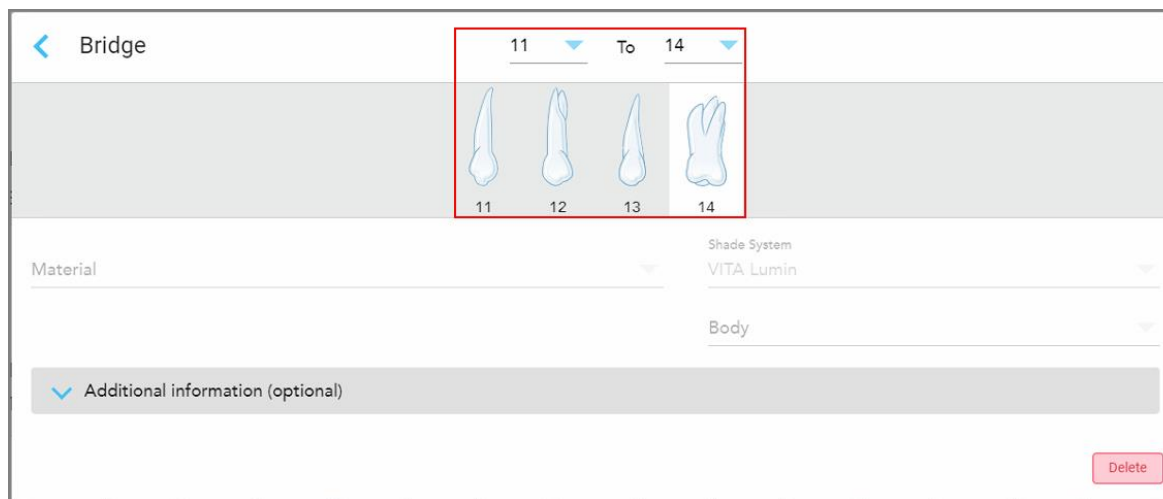 Bridge 11 To 14
11 12 13 14
Shade System
Material VITA Lumin
Body
Additional information (optional)
Delete